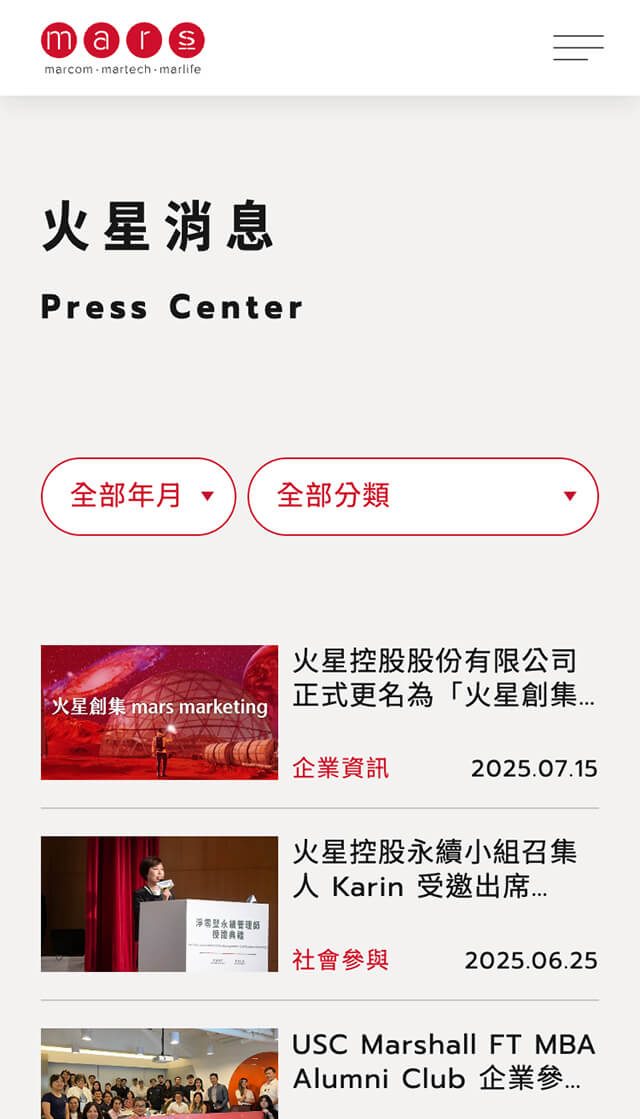 mars
marcom · martech · marlife
火星消息
Press Center
全部年月
全部分類
火星創集 mars marketing
火星控股股份有限公司
正式更名為「火星創集...
企業資訊
2025.07.15
淨零暨永續管理師
授證典禮
火星控股永續小組召集
人 Karin 受邀出席...
社會參與
2025.06.25
USC Marshall FT MBA
Alumni Club 企業參...